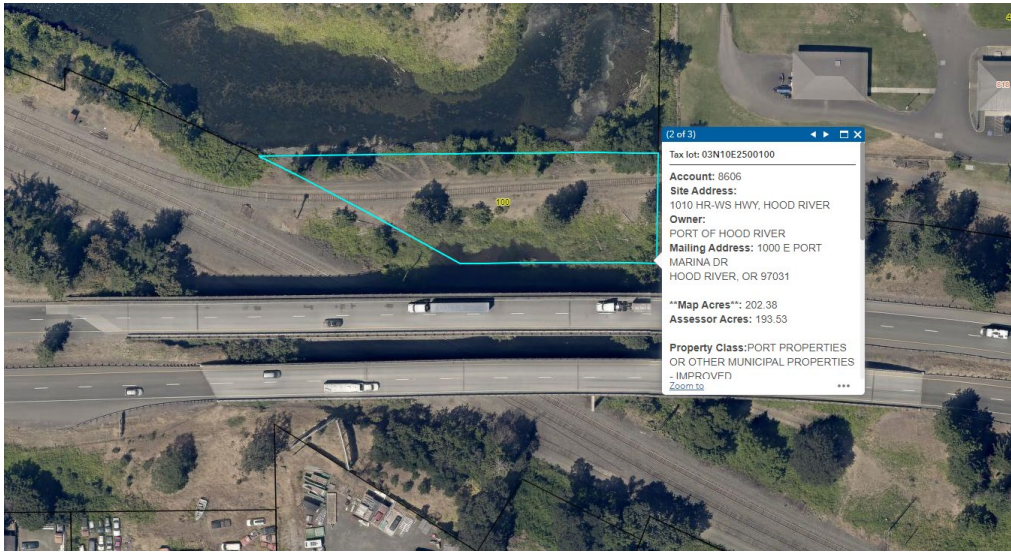 (2 of 3)
Tax lot: 03N10E2500100
Account: 8606
Site Address:
1010 HR-WS HWY, HOOD RIVER
Owner:
PORT OF HOOD RIVER
Mailing Address: 1000 E PORT
MARINA DR
HOOD RIVER, OR 97031
**Map Acres**: 202.38
Assessor Acres: 193.53
Property Class:PORT PROPERTIES
OR OTHER MUNICIPAL PROPERTIES
- IMPROVED
Zoom to
100
818